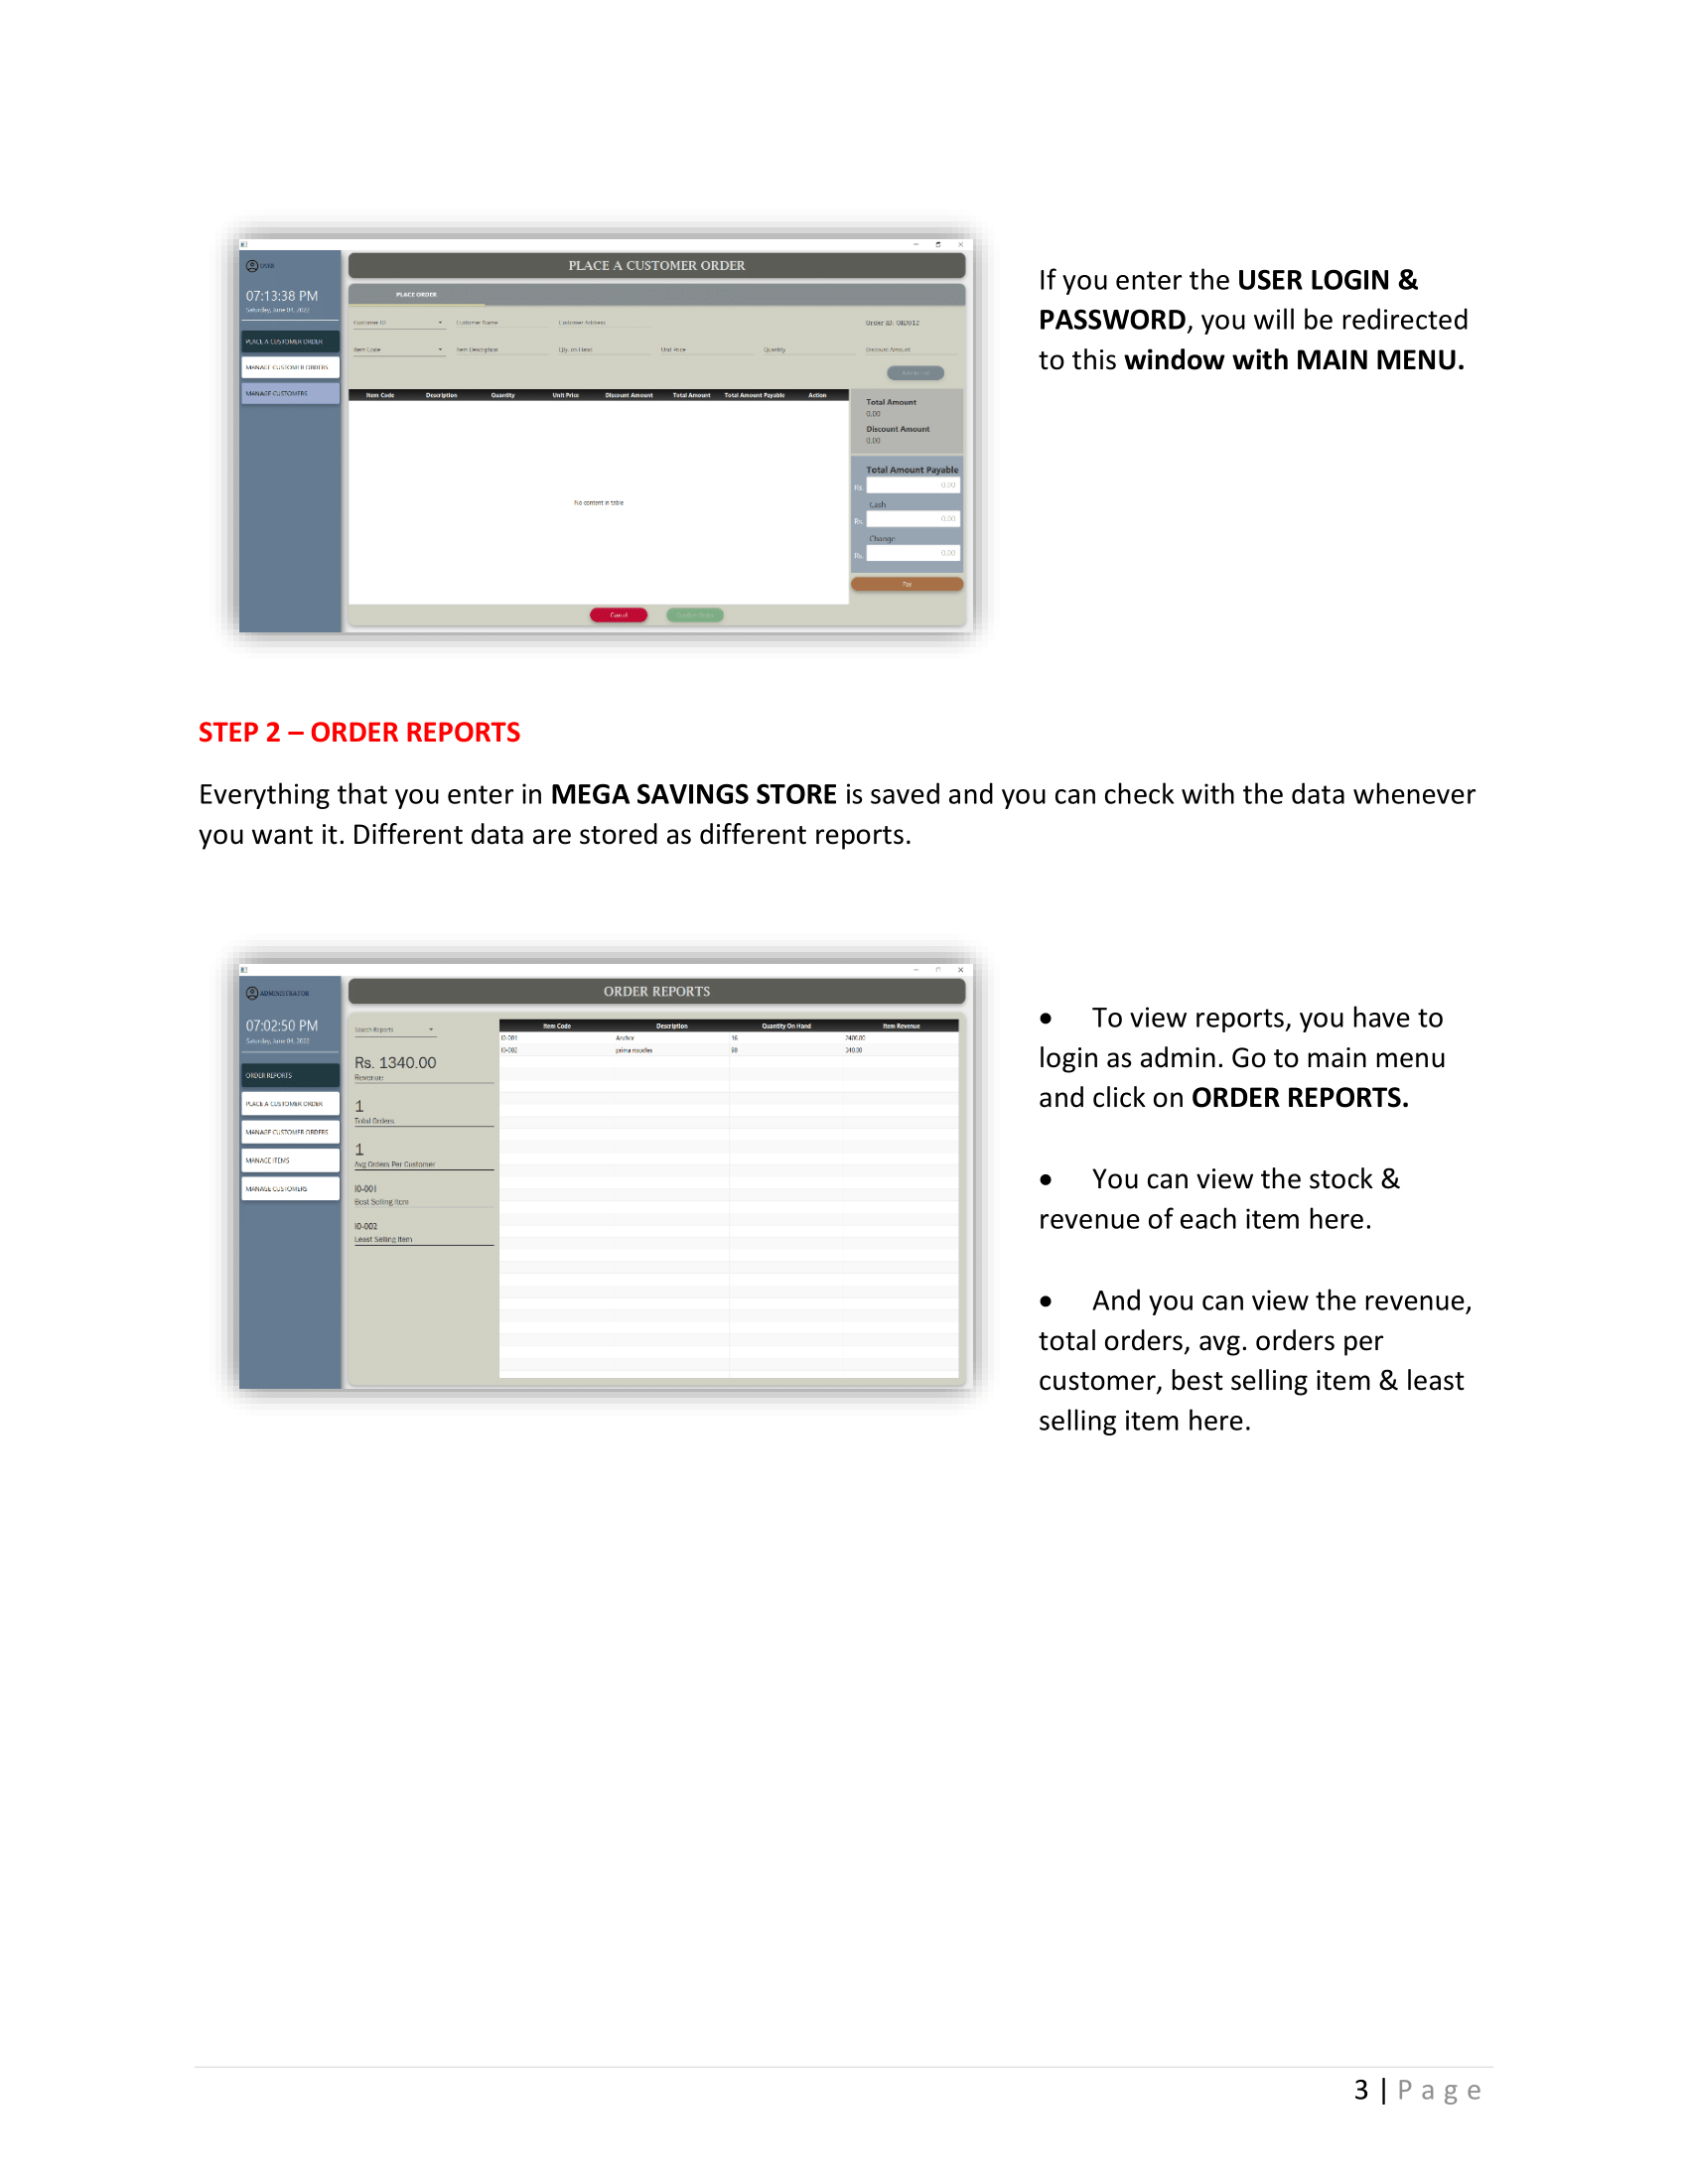 USER
PLACE A CUSTOMER ORDER
07:13:38 PM
Saturday, June 04, 2022
PLACE ORDER
Customer ID Customer Name Customer Address Order ID: OID012
PLACE A CUSTOMER ORDER
Item Code Item Description Qty. on Hand Unit Price Quantity Discount Amount
MANAGE CUSTOMER ORDERS
MANAGE CUSTOMERS
Item Code Description Quantity Unit Price Discount Amount Total Amount Total Amount Payable Action
Total Amount
0.00
Discount Amount
0.00
Total Amount Payable
Rs. 0.00
No content in table
Cash
Rs. 0.00
Change
Rs. 0.00
Pay
Cancel
If you enter the USER LOGIN &
PASSWORD, you will be redirected
to this window with MAIN MENU.
STEP 2 – ORDER REPORTS
Everything that you enter in MEGA SAVINGS STORE is saved and you can check with the data whenever
you want it. Different data are stored as different reports.
ADMINISTRATOR
ORDER REPORTS
07:02:50 PM
Saturday, June 04, 2022
ORDER REPORTS
PLACE A CUSTOMER ORDER
MANAGE CUSTOMER ORDERS
MANAGE ITEMS
MANAGE CUSTOMERS
Search Reports
Rs. 1340.00
Revenue
1
Total Orders
1
Avg Orders Per Customer
I0-001
Best Selling Item
I0-002
Least Selling Item
Item Code Description Quantity On Hand Item Revenue
I0-001 Anchor 16 2400.00
I0-002 prima noodles 98 340.00
• To view reports, you have to
login as admin. Go to main menu
and click on ORDER REPORTS.
• You can view the stock &
revenue of each item here.
• And you can view the revenue,
total orders, avg. orders per
customer, best selling item & least
selling item here.
3 | Page